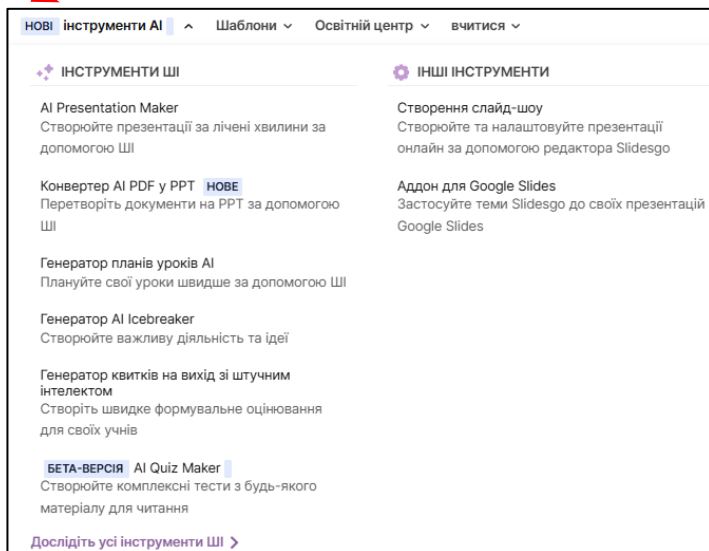 НОВІ інструменти AI Шаблони Освітній центр вчитися
ІНСТРУМЕНТИ ШІ
AI Presentation Maker
Створюйте презентації за лічені хвилини за
допомогою ШІ
Конвертер AI PDF у PPT НОВЕ
Перетворіть документи на PPT за допомогою
ШІ
Генератор планів уроків AI
Плануйте свої уроки швидше за допомогою ШІ
Генератор AI Icebreaker
Створюйте важливу діяльність та ідеї
Генератор квитків на вихід зі штучним
інтелектом
Створіть швидке формувальне оцінювання
для своїх учнів
БЕТА-ВЕРСІЯ AI Quiz Maker
Створюйте комплексні тести з будь-якого
матеріалу для читання
Дослідіть усі інструменти ШІ
ІНШІ ІНСТРУМЕНТИ
Створення слайд-шоу
Створюйте та налаштовуйте презентації
онлайн за допомогою редактора Slidesgo
Аддон для Google Slides
Застосуйте теми Slidesgo до своїх презентацій
Google Slides